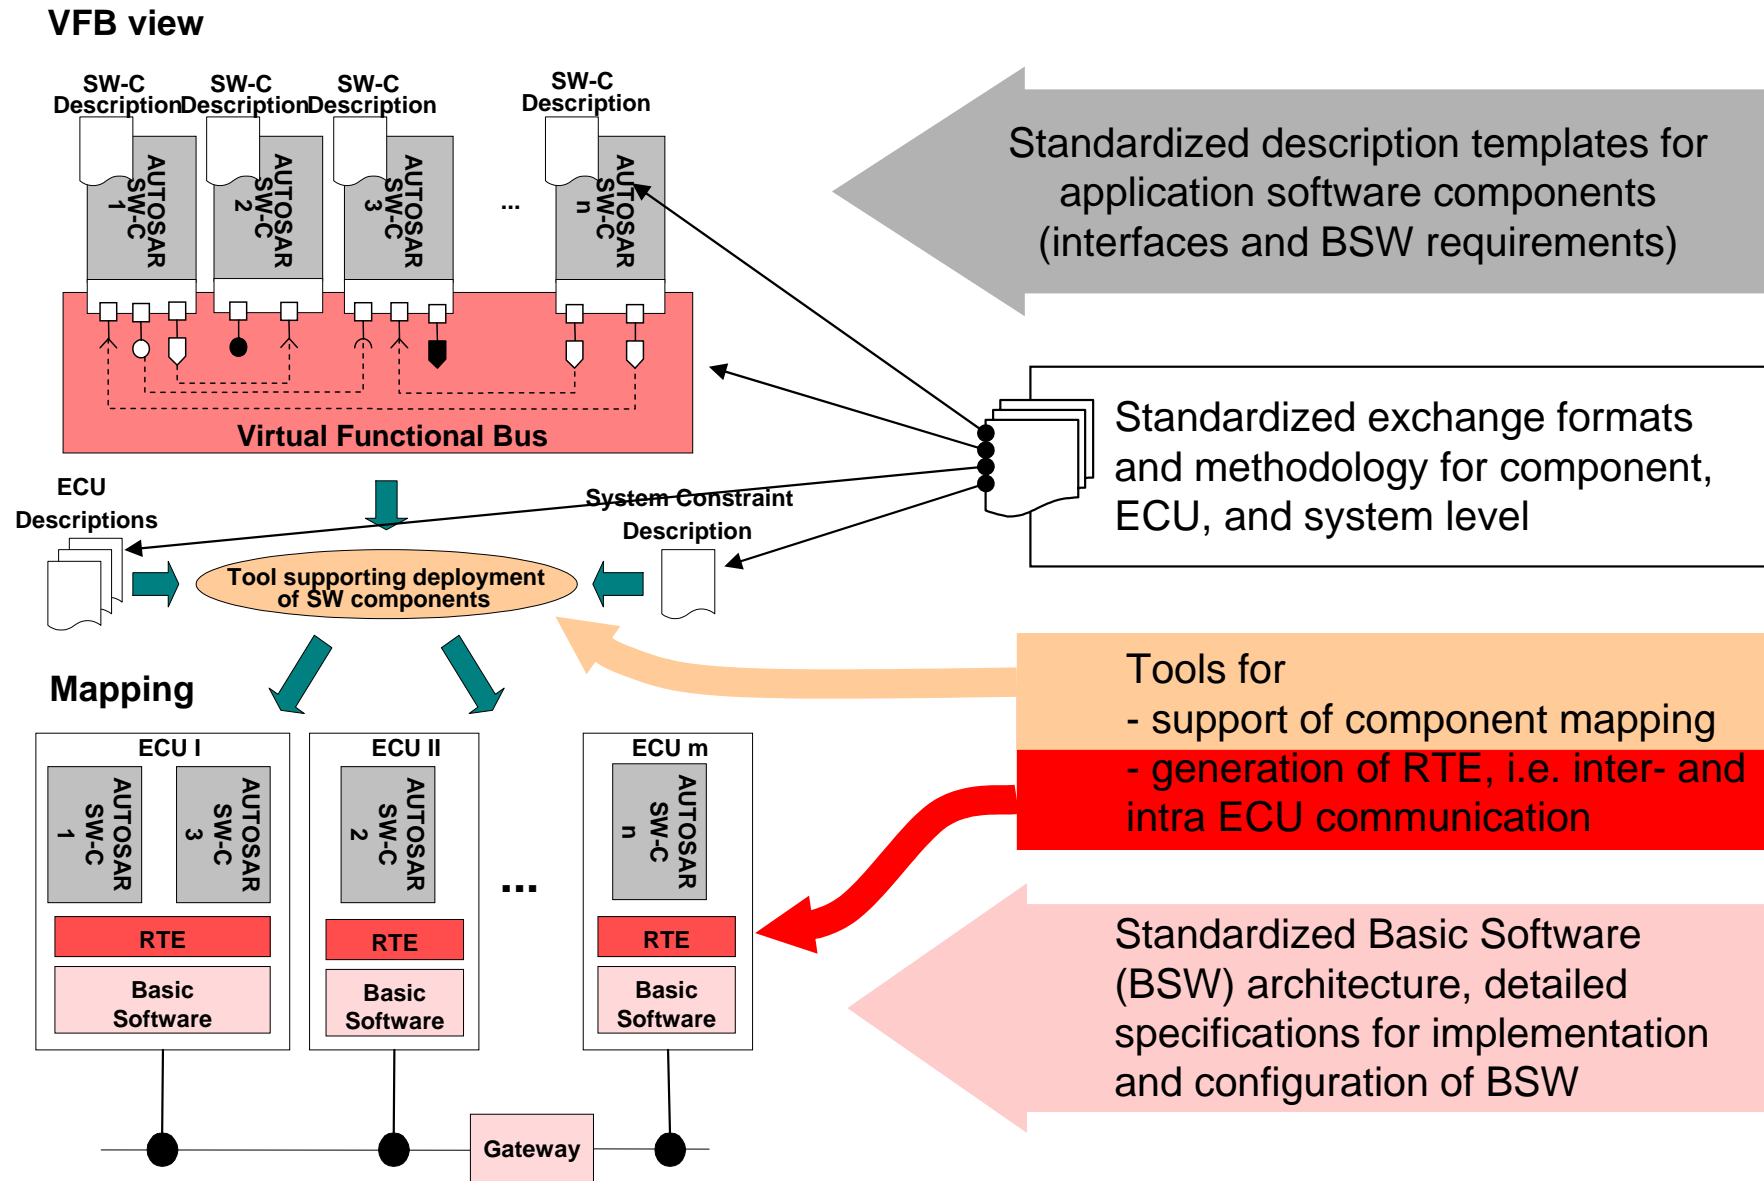 VFB view
SW-C
Description
SW-C
Description
SW-C
Description
SW-C
Description
AUTOSAR
SW-C
1
AUTOSAR
SW-C
2
AUTOSAR
SW-C
3
...
AUTOSAR
SW-C
n
Virtual Functional Bus
Standardized description templates for
application software components
(interfaces and BSW requirements)
Standardized exchange formats
and methodology for component,
ECU, and system level
ECU
Descriptions
System Constraint
Description
Tool supporting deployment
of SW components
Tools for
- support of component mapping
- generation of RTE, i.e. inter- and
intra ECU communication
Mapping
ECU I
AUTOSAR
SW-C
1
AUTOSAR
SW-C
3
RTE
Basic
Software
ECU II
AUTOSAR
SW-C
2
RTE
Basic
Software
...
ECU m
AUTOSAR
SW-C
n
RTE
Basic
Software
Standardized Basic Software
(BSW) architecture, detailed
specifications for implementation
and configuration of BSW
Gateway